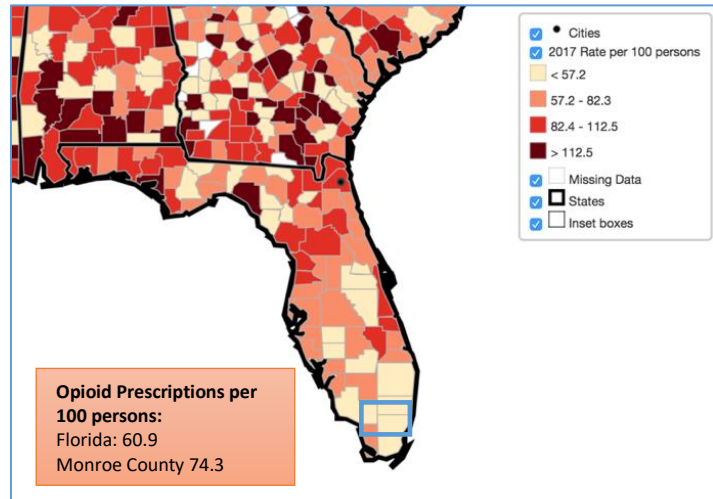 Cities
2017 Rate per 100 persons
< 57.2
57.2 - 82.3
82.4 - 112.5
> 112.5
Missing Data
States
Inset boxes
Opioid Prescriptions per
100 persons:
Florida: 60.9
Monroe County 74.3